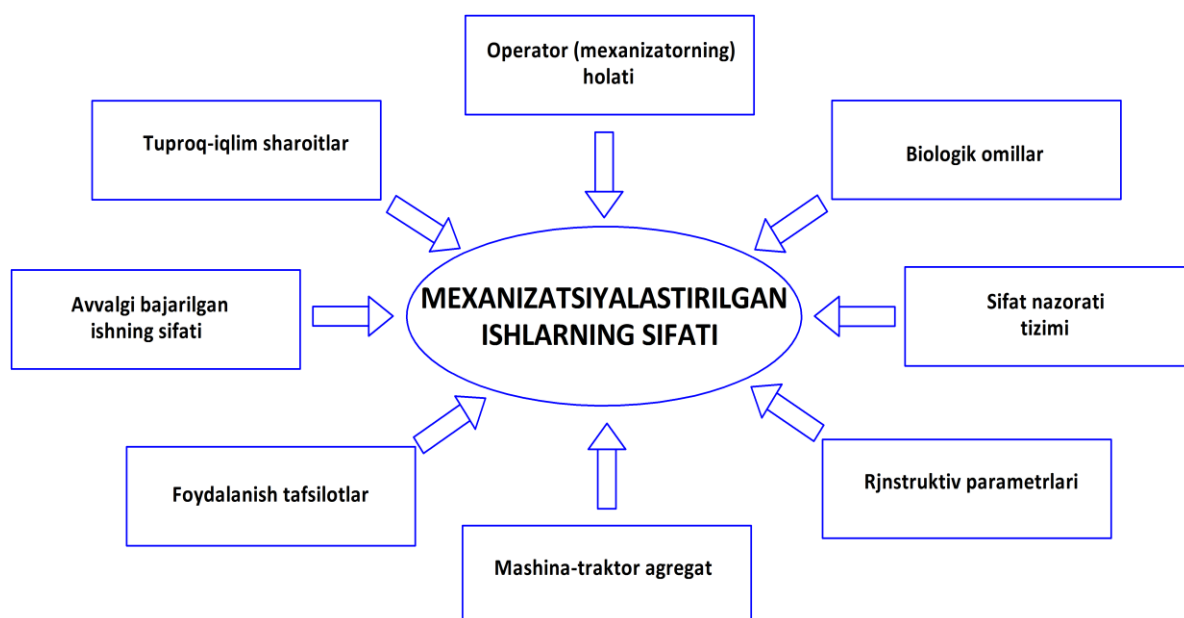 Operator (mexanizatorning)
holati
Tuproq-iqlim sharoitlar
Biologik omillar
Avvalgi bajarilgan
ishning sifati
MEXANIZATSIYALASTIRILGAN
ISHLARNING SIFATI
Sifat nazorati
tizimi
Foydalanish tafsilotlar
Rjnstruktiv parametrlari
Mashina-traktor agregat